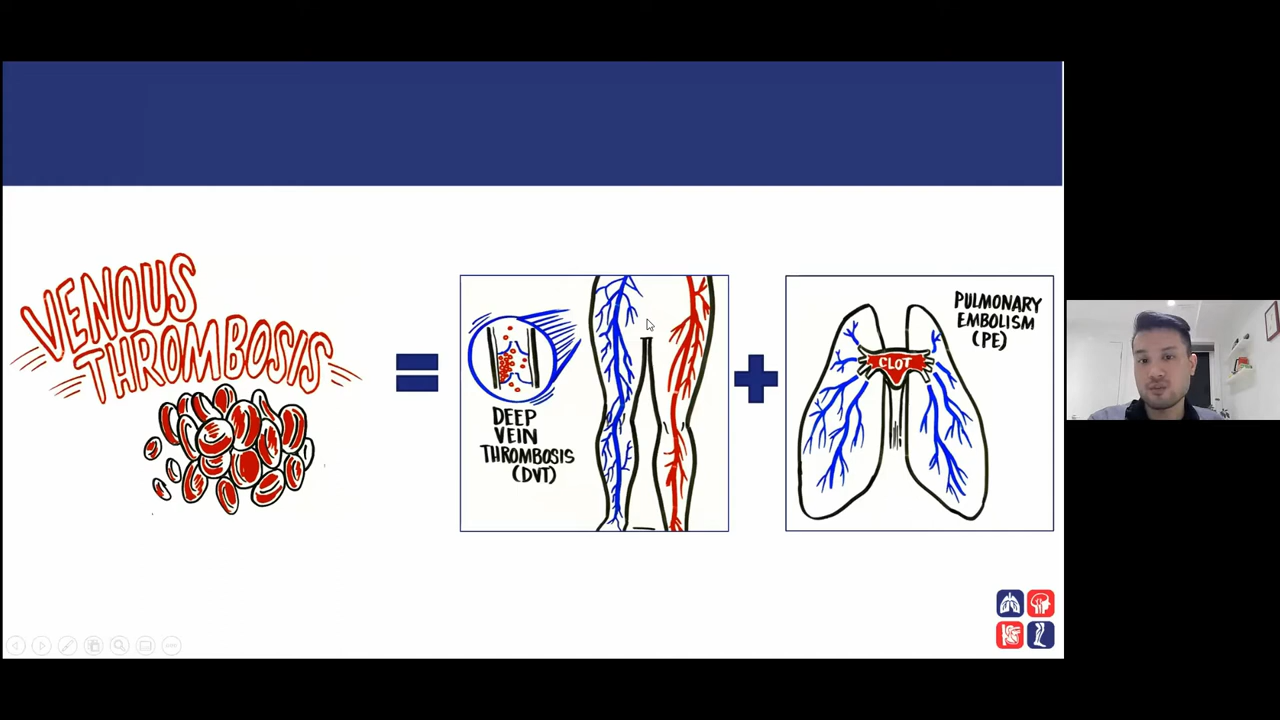 VENOUS
THROMBOSIS
DEEP
VEIN
THROMBOSIS
(DVT)
CLOT
PULMONARY
EMBOLISM
(PE)